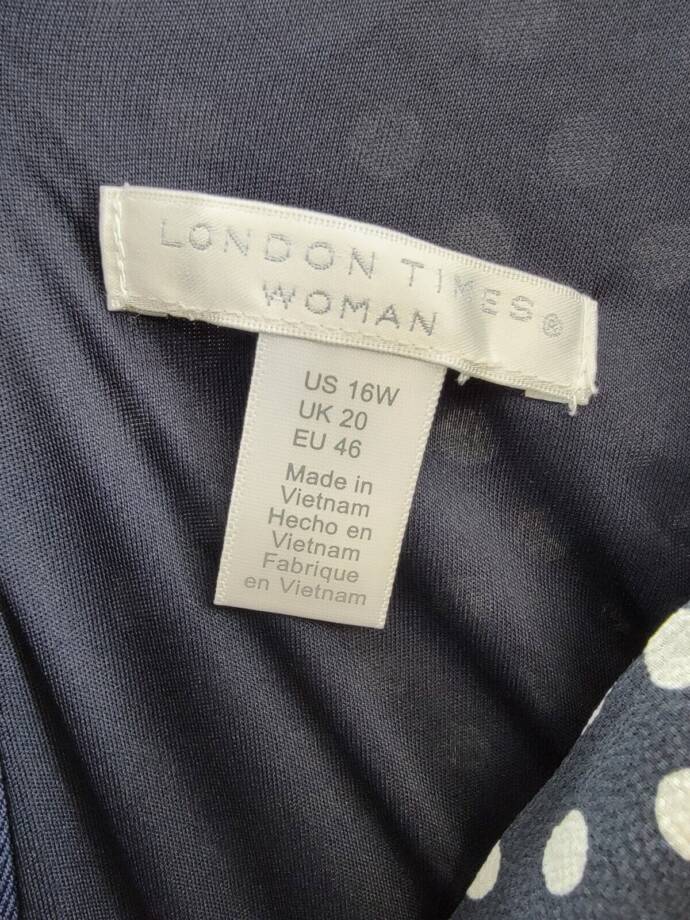 LONDON TIMES®
WOMAN
US 16W
UK 20
EU 46
Made in
Vietnam
Hecho en
Vietnam
Fabrique
en Vietnam